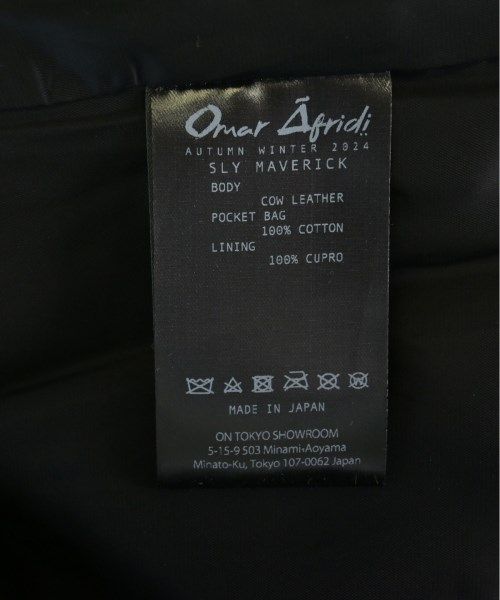 Omar Ãfridi
AUTUMN WINTER 2024
SLY MAVERICK
BODY
COW LEATHER
POCKET BAG
100% COTTON
LINING
100% CUPRO
MADE IN JAPAN
ON TOKYO SHOWROOM
5-15-9 503 Minami-Aoyama
Minato-Ku, Tokyo 107-0062 Japan